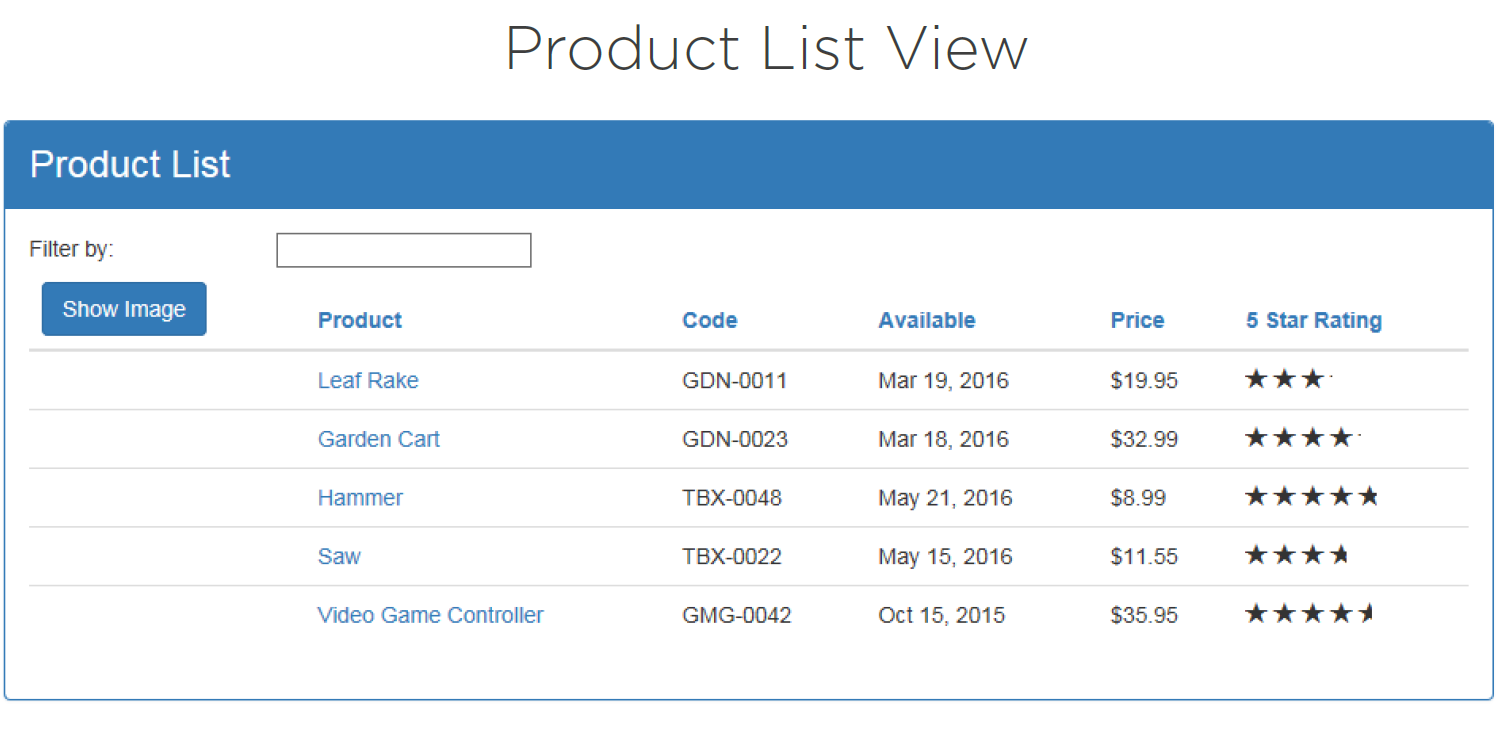 Product List View
Product List
Filter by:
Show Image Product Code Available Price 5 Star Rating
Leaf Rake GDN-0011 Mar 19, 2016 $19.95
Garden Cart GDN-0023 Mar 18, 2016 $32.99
Hammer TBX-0048 May 21, 2016 $8.99
Saw TBX-0022 May 15, 2016 $11.55
Video Game Controller GMG-0042 Oct 15, 2015 $35.95